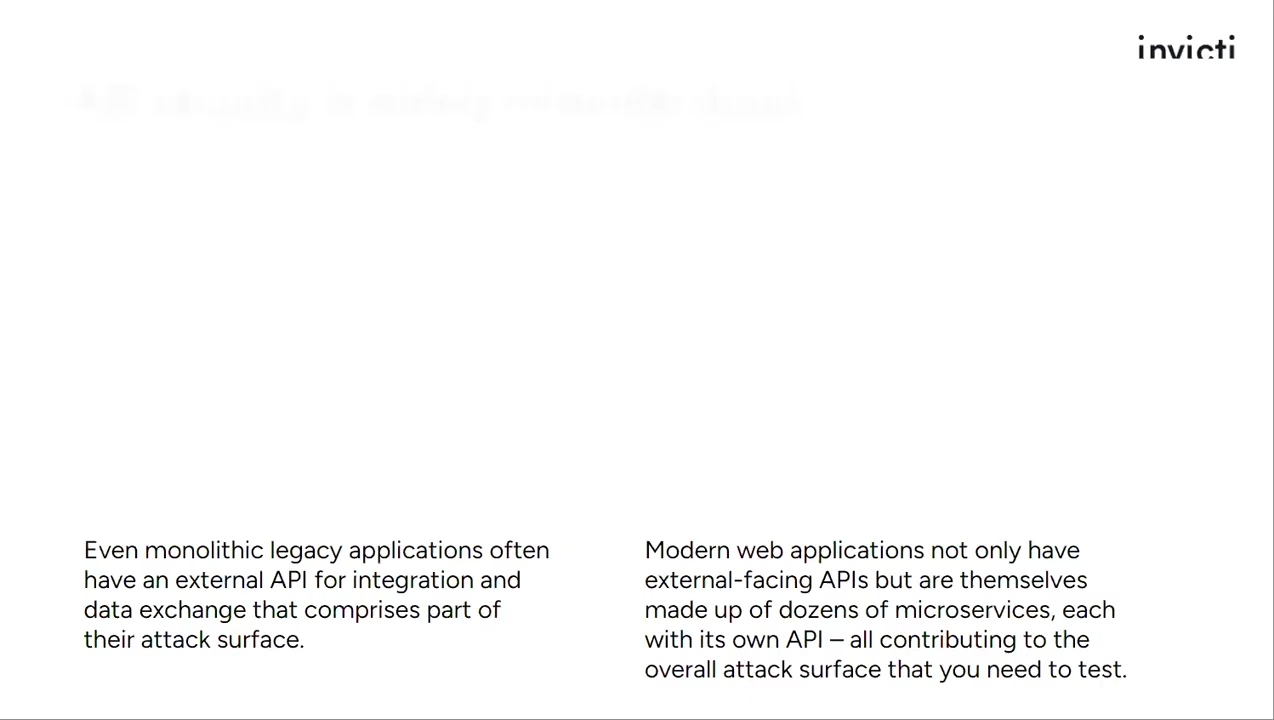 invicti
Even monolithic legacy applications often
have an external API for integration and
data exchange that comprises part of
their attack surface.
Modern web applications not only have
external-facing APIs but are themselves
made up of dozens of microservices, each
with its own API – all contributing to the
overall attack surface that you need to test.